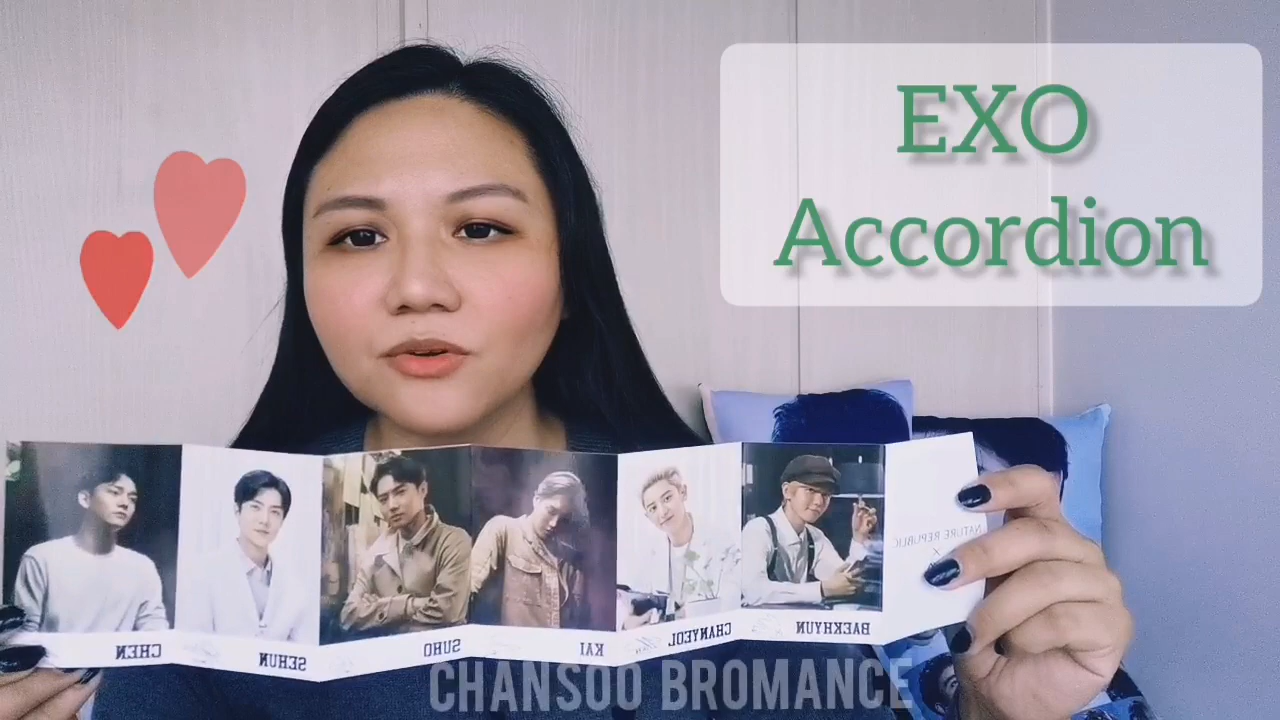 EXO
Accordion
NATURE REPUBLIC
×
CHEN
SEHUN
SUHO
KAI
CHANYEOL
BAEKHYUN
CHANSOO BROMANCE